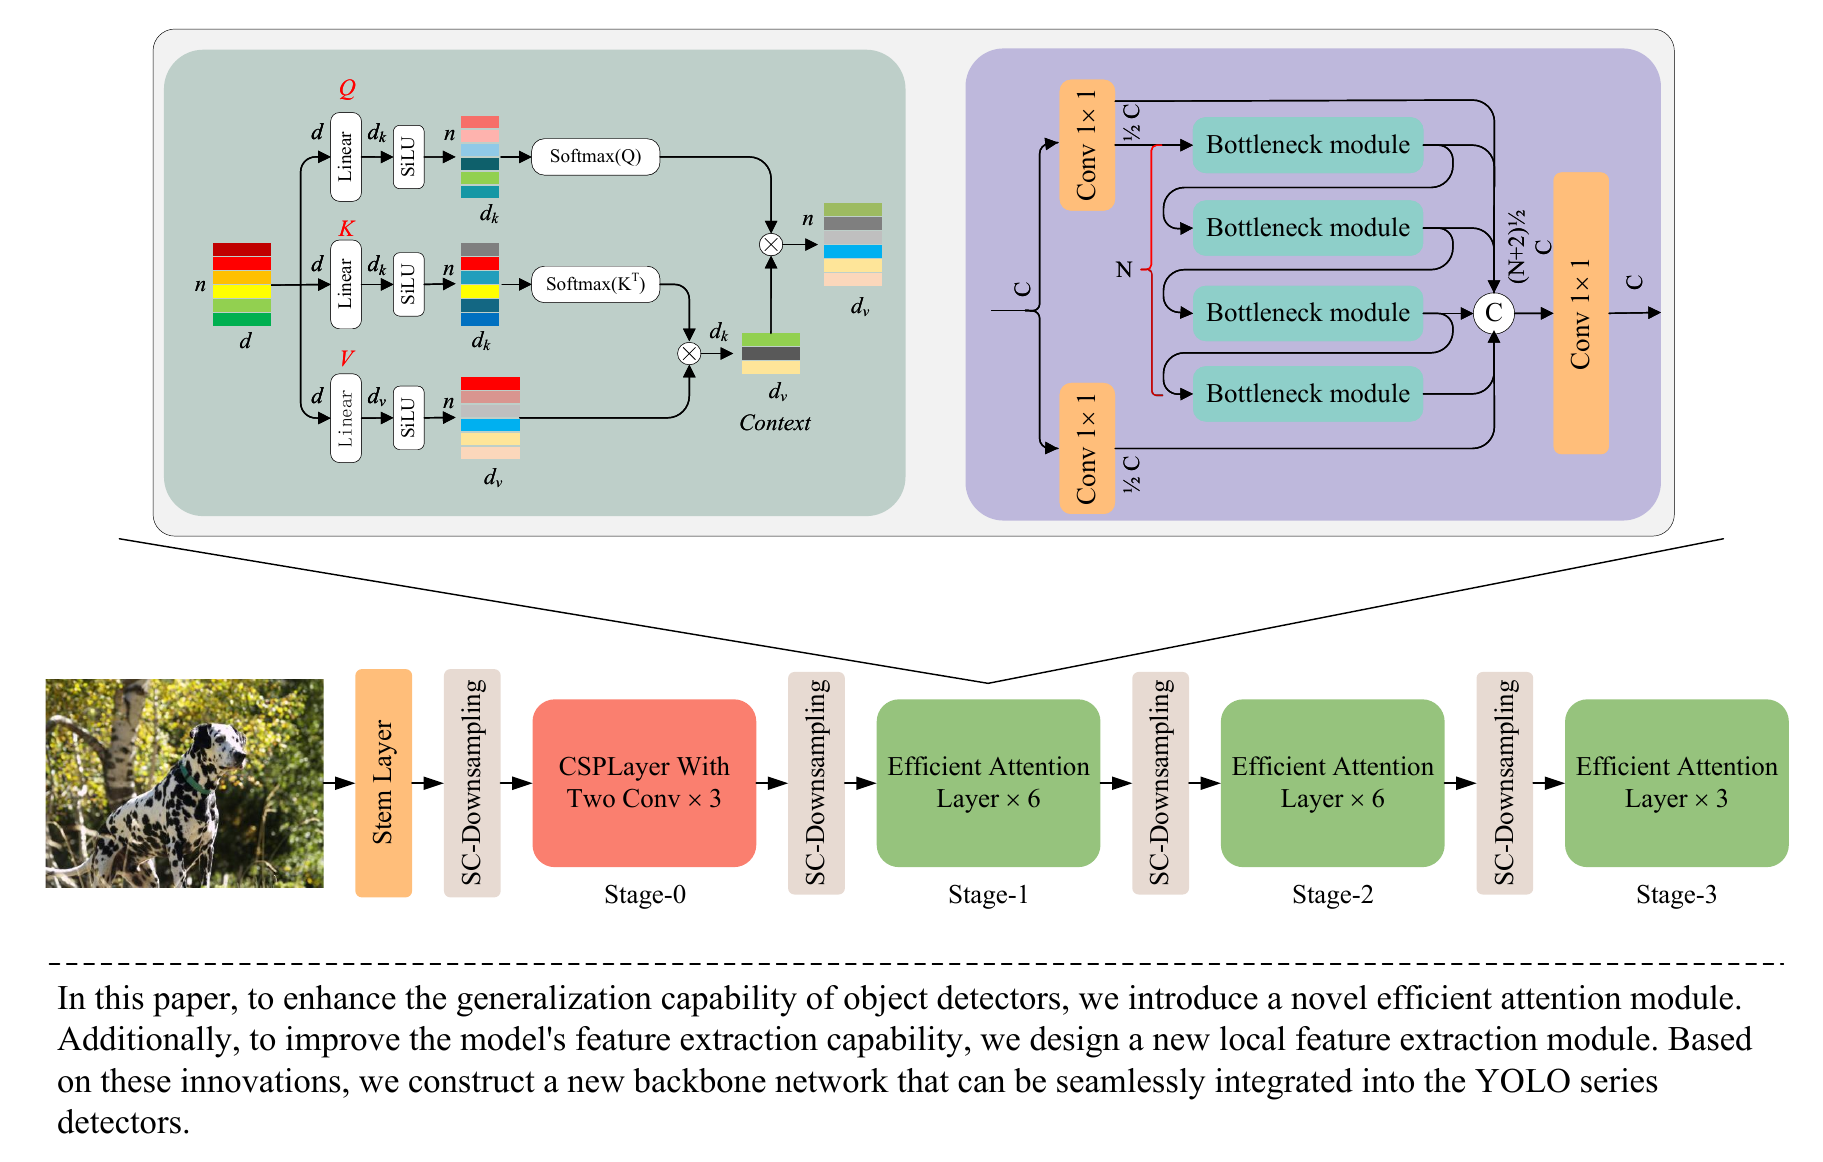 Q
d
Linear
d_k
SiLU
n
d_k
Softmax(Q)
K
d
Linear
d_k
SiLU
n
d_k
Softmax(K^T)
n
d
V
d
Linear
d_v
SiLU
n
d_v
d_k
d_v
Context
n
d_v
C
Conv 1× 1
½ C
Conv 1× 1
½ C
N
Bottleneck module
Bottleneck module
Bottleneck module
Bottleneck module
(N+2)½
C
C
Conv 1× 1
C
Stem Layer
SC-Downsampling
CSPLayer With
Two Conv × 3
Stage-0
SC-Downsampling
Efficient Attention
Layer × 6
Stage-1
SC-Downsampling
Efficient Attention
Layer × 6
Stage-2
SC-Downsampling
Efficient Attention
Layer × 3
Stage-3
In this paper, to enhance the generalization capability of object detectors, we introduce a novel efficient attention module.
Additionally, to improve the model's feature extraction capability, we design a new local feature extraction module. Based
on these innovations, we construct a new backbone network that can be seamlessly integrated into the YOLO series
detectors.